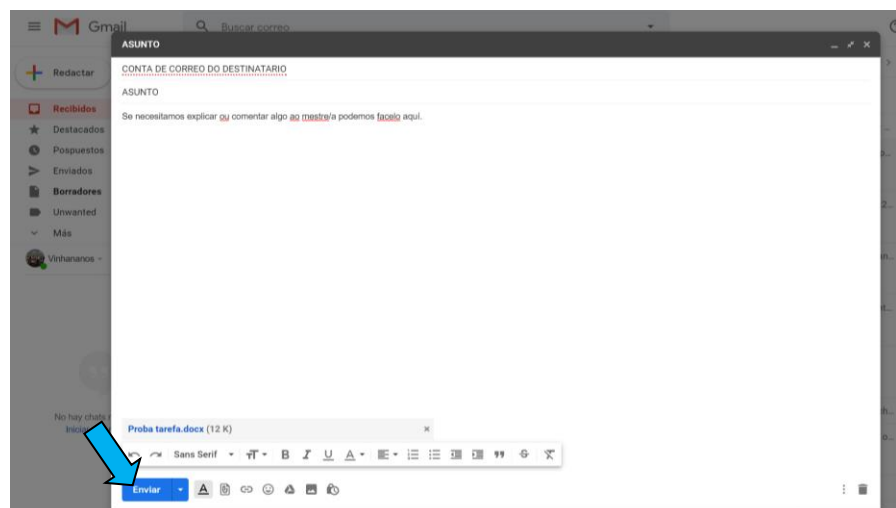 Gmail
Buscar correo
ASUNTO
Redactar
CONTA DE CORREO DO DESTINATARIO
ASUNTO
Recibidos
Se necesitamos explicar ou comentar algo ao mestre/a podemos facelo aquí.
Destacados
Pospuestos
Enviados
Borradores
Unwanted
Más
Vinhananos
No hay chats
Proba tarefa.docx (12 K)
Sans Serif
Enviar